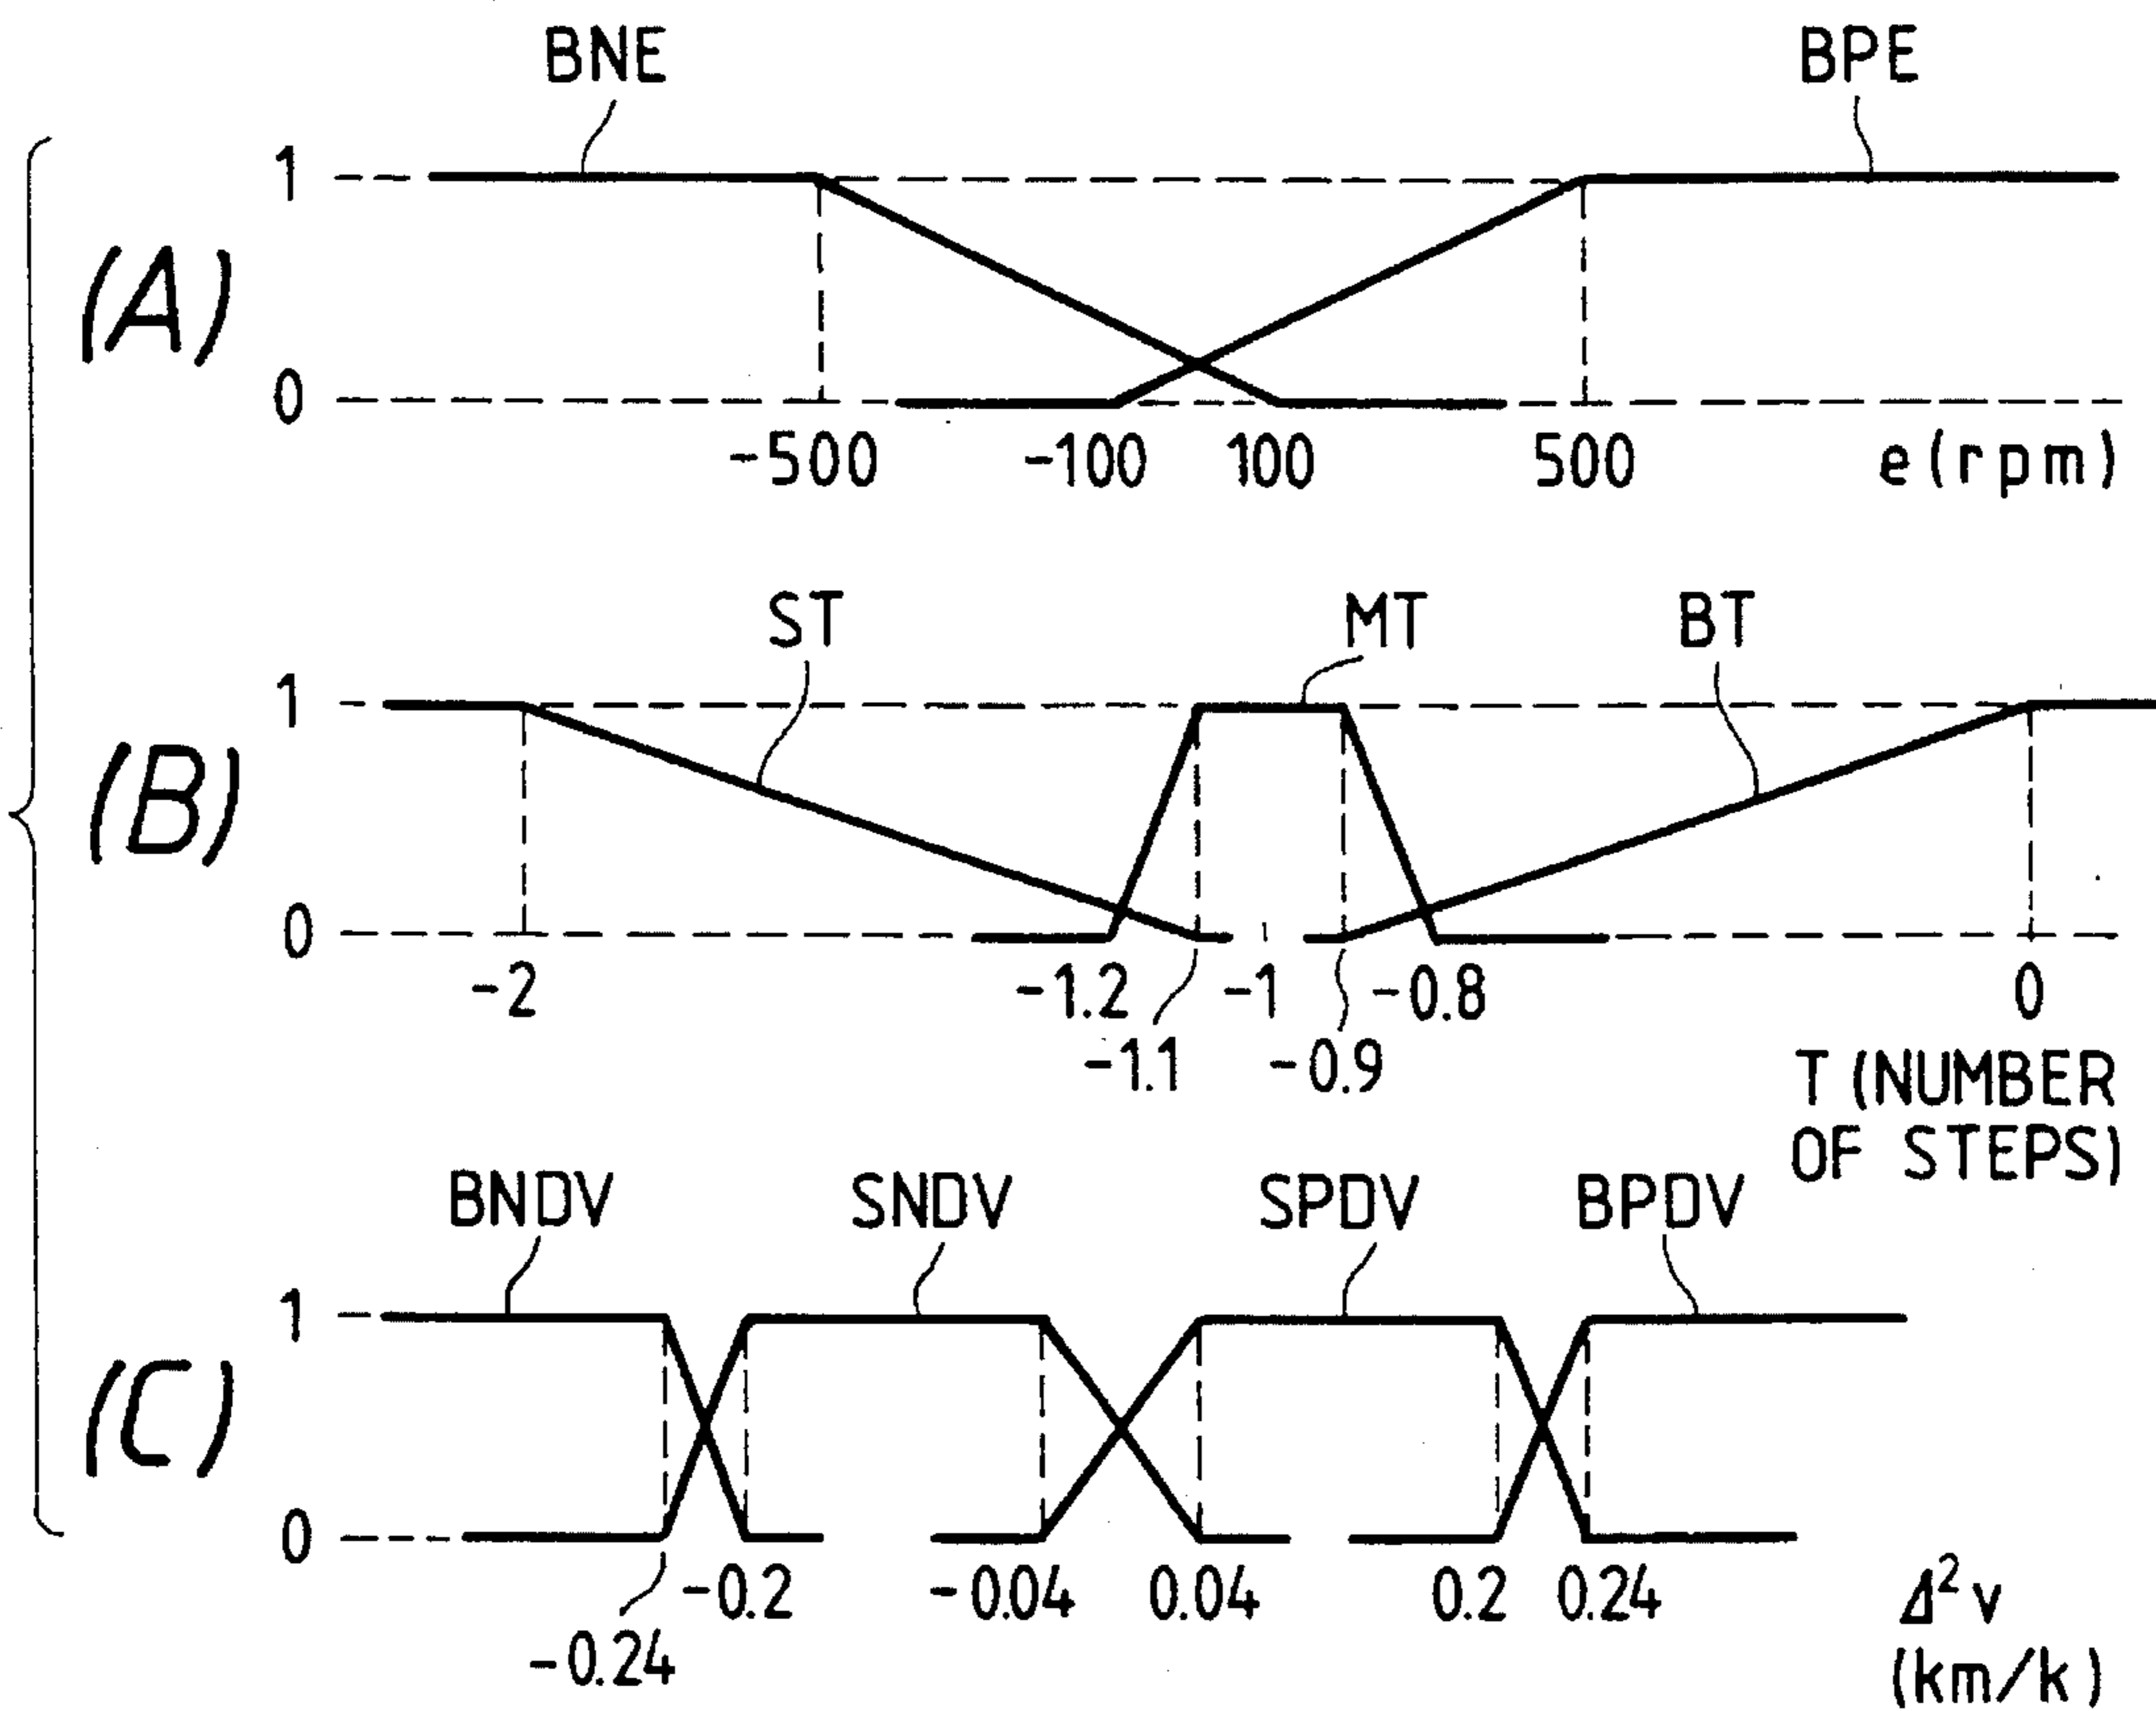 BNE BPE
1
(A)
0
-500 -100 100 500 e(rpm)
ST MT BT
1
(B)
0
-2 -1.2 -1 -0.8 0
-1.1 -0.9
T (NUMBER
OF STEPS)
BNDV SNDV SPDV BPDV
1
(C)
0
-0.2 -0.04 0.04 0.2 0.24 Δ²v
-0.24
(km/k)